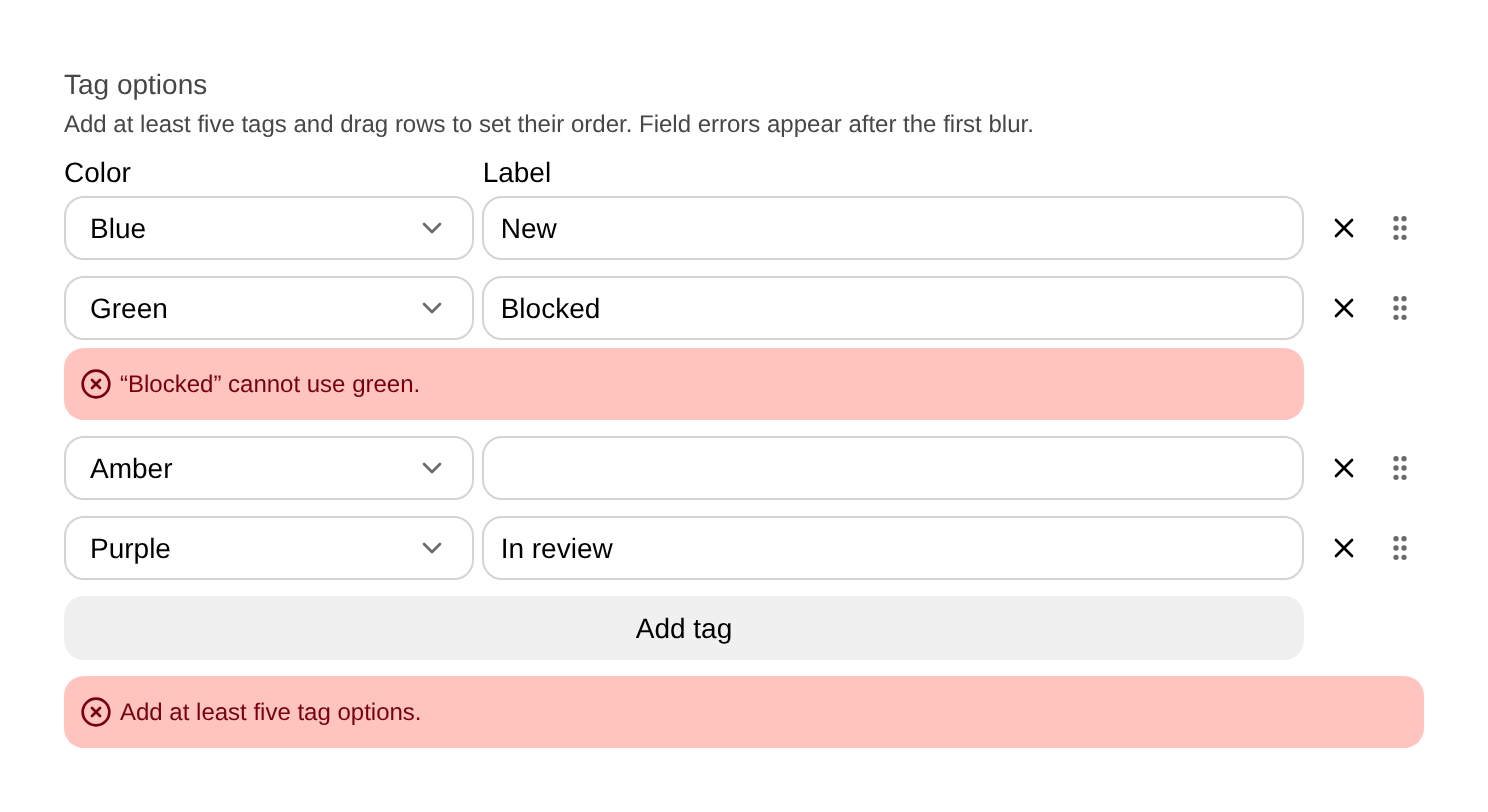 Tag options
Add at least five tags and drag rows to set their order. Field errors appear after the first blur.
Color Label
Blue New
Green Blocked
“Blocked” cannot use green.
Amber
Purple In review
Add tag
Add at least five tag options.